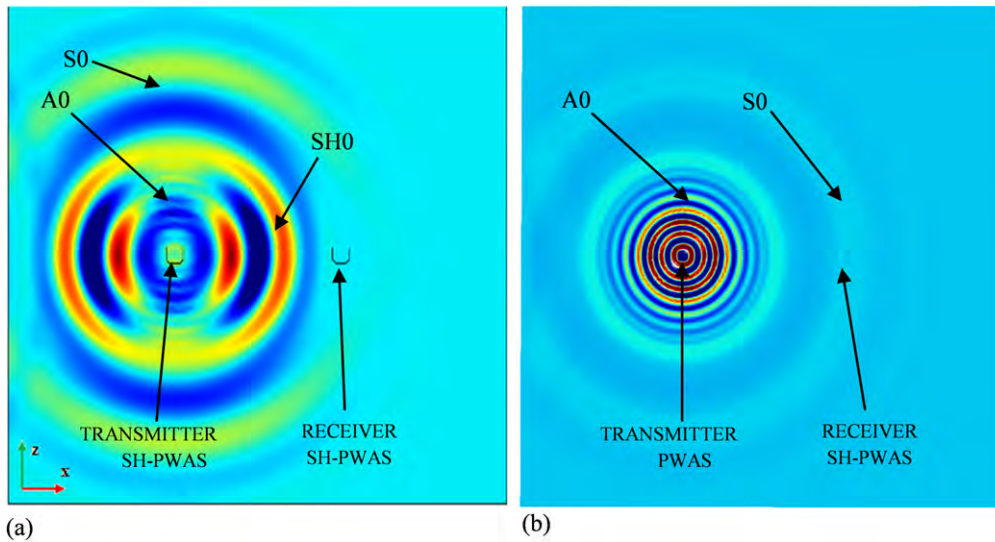 S0
A0
SH0
TRANSMITTER
SH-PWAS
RECEIVER
SH-PWAS
z
x
(a)
A0
S0
TRANSMITTER
PWAS
RECEIVER
SH-PWAS
(b)